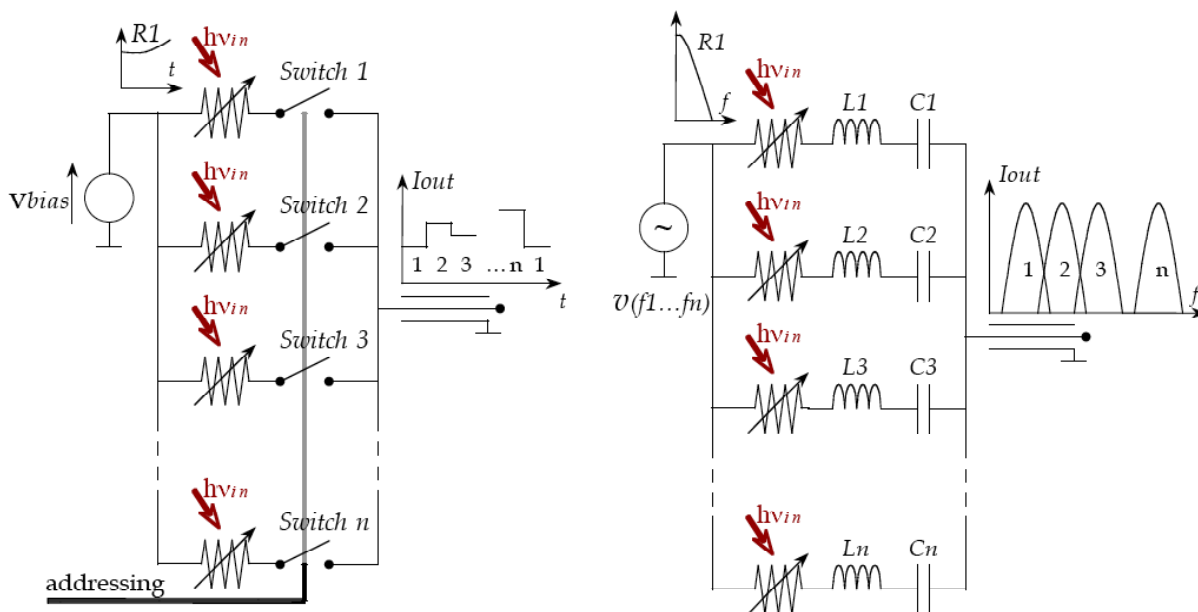 R1
t
hνin
Switch 1
Vbias
hνin
Switch 2
Iout
1 2 3 ...n 1
t
hνin
Switch 3
hνin
Switch n
addressing
R1
f
hνin
L1
C1
~
v(f1...fn)
hνin
L2
C2
Iout
1 2 3 n
f
hνin
L3
C3
hνin
Ln
Cn